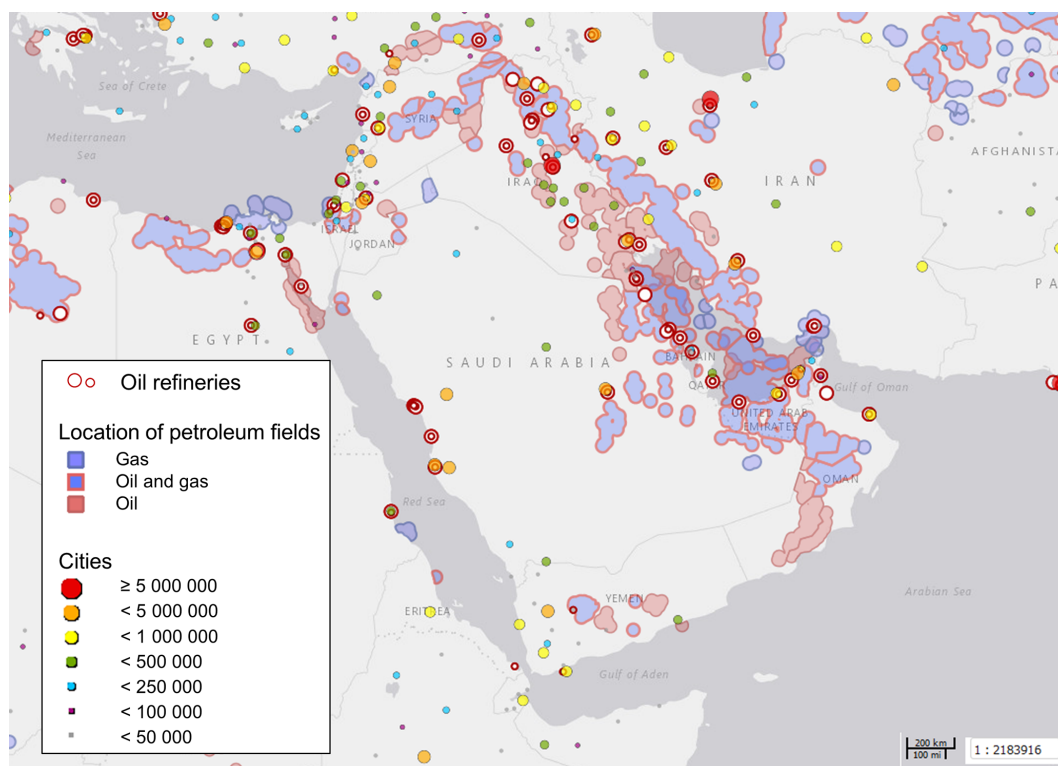 Sea of Crete
Mediterranean
Sea
SYRIA
AFGHANISTA
IRAQ
IRAN
ISRAEL
JORDAN
PA
EGYPT
SAUDI ARABIA
BAHRAIN
QATAR
Gulf of Oman
UNITED ARAB
EMIRATES
OMAN
Red Sea
ERITREA
YEMEN
Arabian Sea
Gulf of Aden
Oil refineries
Location of petroleum fields
Gas
Oil and gas
Oil
Cities
≥ 5 000 000
< 5 000 000
< 1 000 000
< 500 000
< 250 000
< 100 000
< 50 000
200 km
100 mi
1 : 2183916